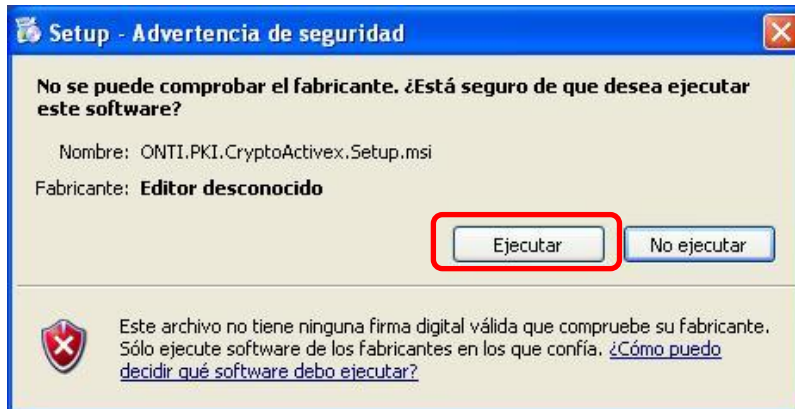 Setup - Advertencia de seguridad
No se puede comprobar el fabricante. ¿Está seguro de que desea ejecutar
este software?
Nombre: ONTI.PKI.CryptoActivex.Setup.msi
Fabricante: Editor desconocido
Ejecutar No ejecutar
Este archivo no tiene ninguna firma digital válida que compruebe su fabricante.
Sólo ejecute software de los fabricantes en los que confía. ¿Cómo puedo
decidir qué software debo ejecutar?